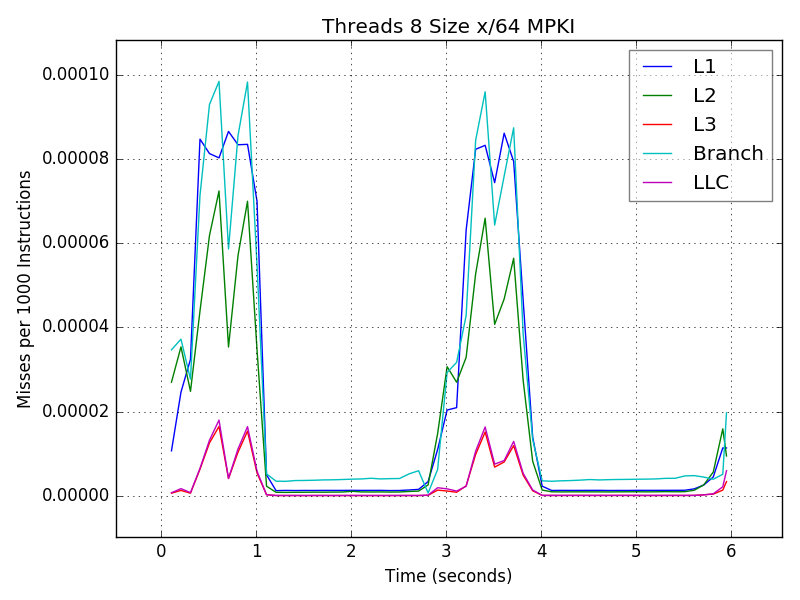 Threads 8 Size x/64 MPKI
L1
L2
L3
Branch
LLC
0.00010
0.00008
0.00006
0.00004
0.00002
0.00000
Misses per 1000 Instructions
0 1 2 3 4 5 6
Time (seconds)